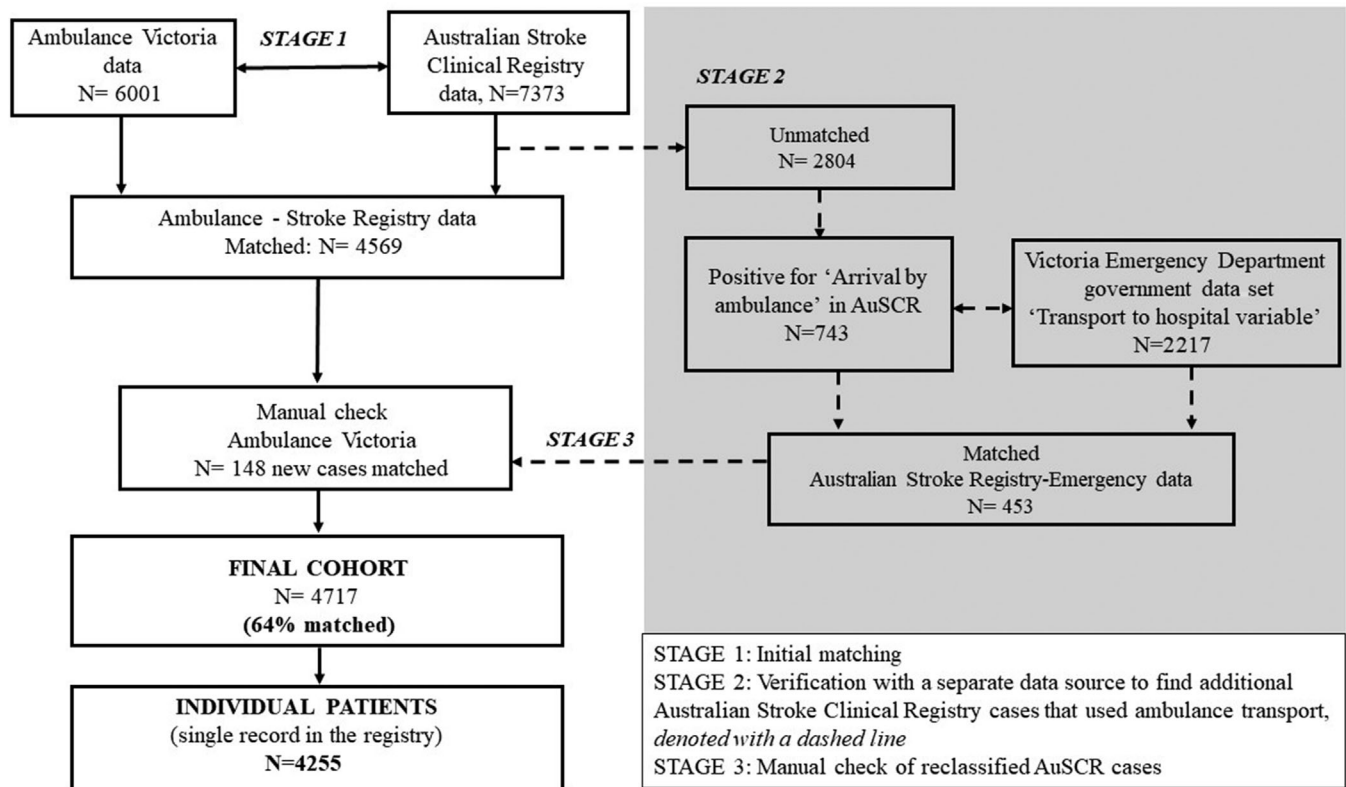 Ambulance Victoria
data
N= 6001
STAGE 1
Australian Stroke
Clinical Registry
data, N=7373
STAGE 2
Unmatched
N= 2804
Ambulance - Stroke Registry data
Matched: N= 4569
Positive for ‘Arrival by
ambulance’ in AuSCR
N=743
Victoria Emergency Department
government data set
‘Transport to hospital variable’
N=2217
Manual check
Ambulance Victoria
N= 148 new cases matched
STAGE 3
Matched
Australian Stroke Registry-Emergency data
N= 453
FINAL COHORT
N= 4717
(64% matched)
INDIVIDUAL PATIENTS
(single record in the registry)
N=4255
STAGE 1: Initial matching
STAGE 2: Verification with a separate data source to find additional
Australian Stroke Clinical Registry cases that used ambulance transport,
denoted with a dashed line
STAGE 3: Manual check of reclassified AuSCR cases